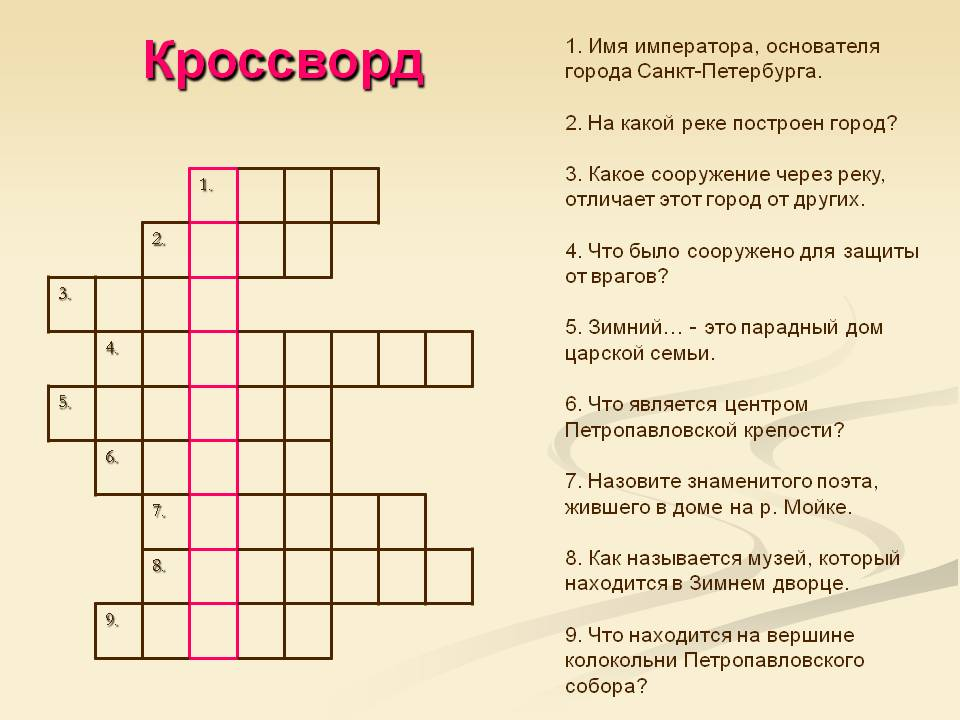 Кроссворд
1.
2.
3.
4.
5.
6.
7.
8.
9.
1. Имя императора, основателя
города Санкт-Петербурга.
2. На какой реке построен город?
3. Какое сооружение через реку,
отличает этот город от других.
4. Что было сооружено для защиты
от врагов?
5. Зимний… - это парадный дом
царской семьи.
6. Что является центром
Петропавловской крепости?
7. Назовите знаменитого поэта,
жившего в доме на р. Мойке.
8. Как называется музей, который
находится в Зимнем дворце.
9. Что находится на вершине
колокольни Петропавловского
собора?